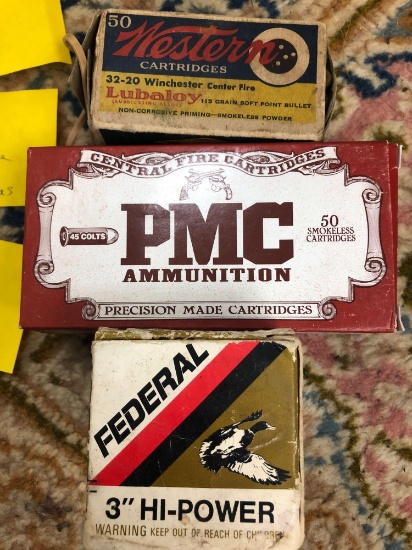 50
Western
CARTRIDGES
32-20 Winchester Center Fire
Lubaloy
(LUBRICATING ALLOY)
115 GRAIN SOFT POINT BULLET
NON-CORROSIVE PRIMING—SMOKELESS POWDER
CENTRAL FIRE CARTRIDGES
45 COLTS
PMC
AMMUNITION
50
SMOKELESS
CARTRIDGES
PRECISION MADE CARTRIDGES
FEDERAL
3" HI-POWER
WARNING KEEP OUT OF REACH OF CHILDREN